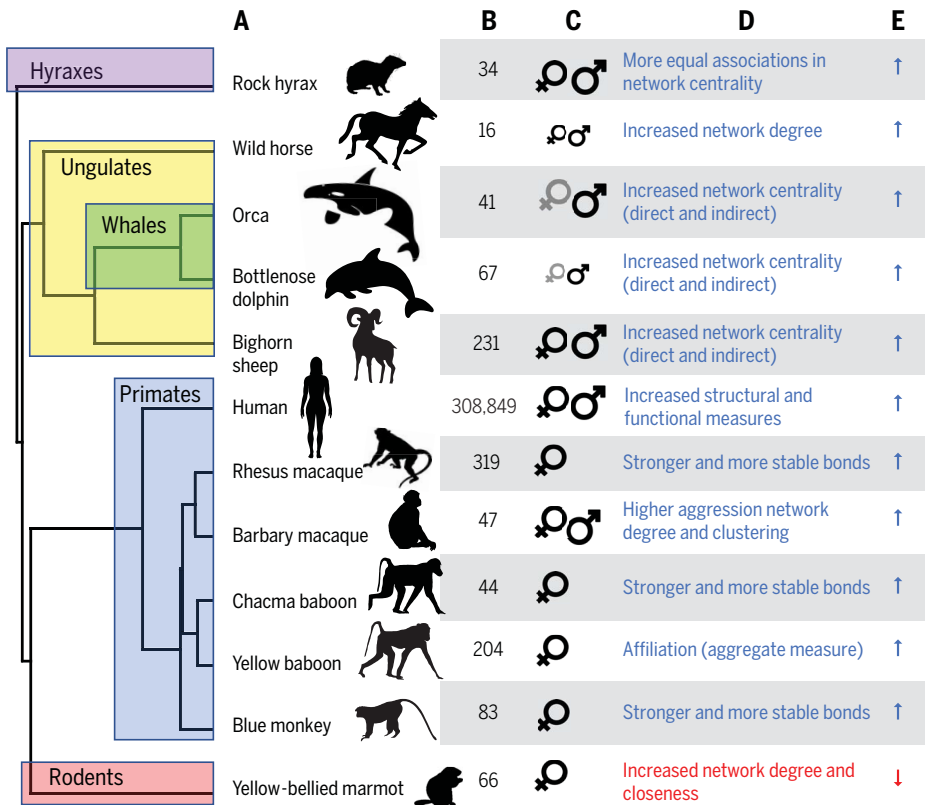 A B C D E
Hyraxes
Rock hyrax
34
More equal associations in
network centrality
↑
Ungulates
Wild horse
16
Increased network degree
↑
Whales
Orca
41
Increased network centrality
(direct and indirect)
↑
Bottlenose
dolphin
67
Increased network centrality
(direct and indirect)
↑
Bighorn
sheep
231
Increased network centrality
(direct and indirect)
↑
Primates
Human
308,849
Increased structural and
functional measures
↑
Rhesus macaque
319
Stronger and more stable bonds
↑
Barbary macaque
47
Higher aggression network
degree and clustering
↑
Chacma baboon
44
Stronger and more stable bonds
↑
Yellow baboon
204
Affiliation (aggregate measure)
↑
Blue monkey
83
Stronger and more stable bonds
↑
Rodents
Yellow-bellied marmot
66
Increased network degree and
closeness
↓